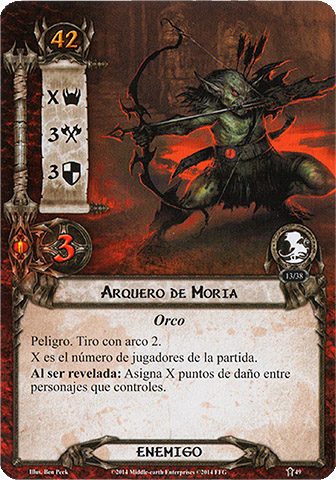 42
X
3
3
3
13/38
Arquero de Moria
Orco
Peligro. Tiro con arco 2.
X es el número de jugadores de la partida.
Al ser revelada: Asigna X puntos de daño entre
personajes que controles.
ENEMIGO
Illus. Ben Peck
©2014 Middle-earth Enterprises ©2014 FFG
49